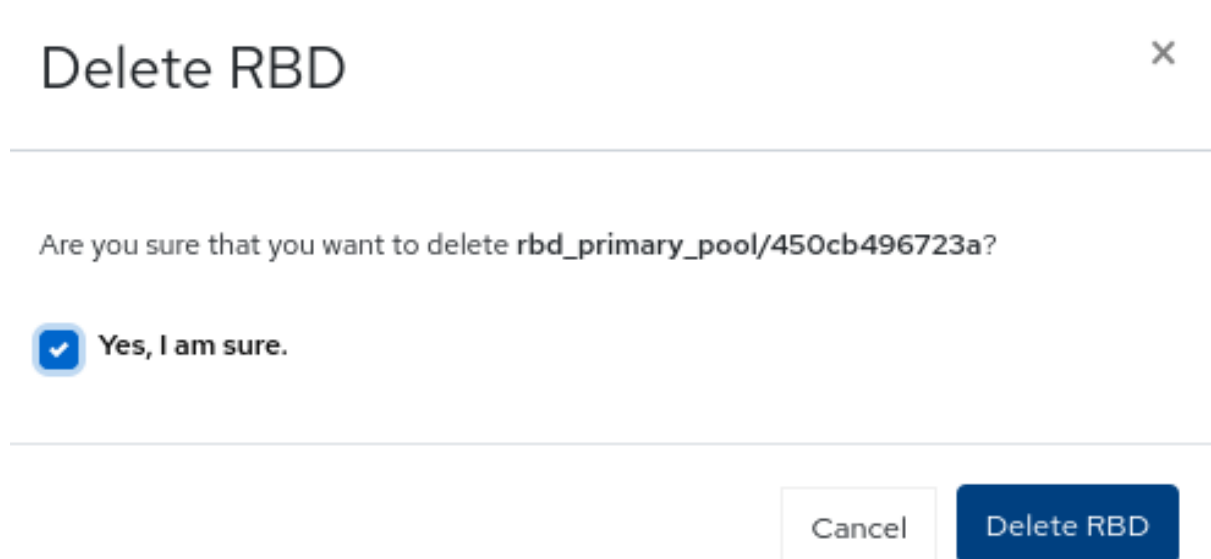 Delete RBD
Are you sure that you want to delete rbd_primary_pool/450cb496723a?
Yes, I am sure.
Cancel
Delete RBD